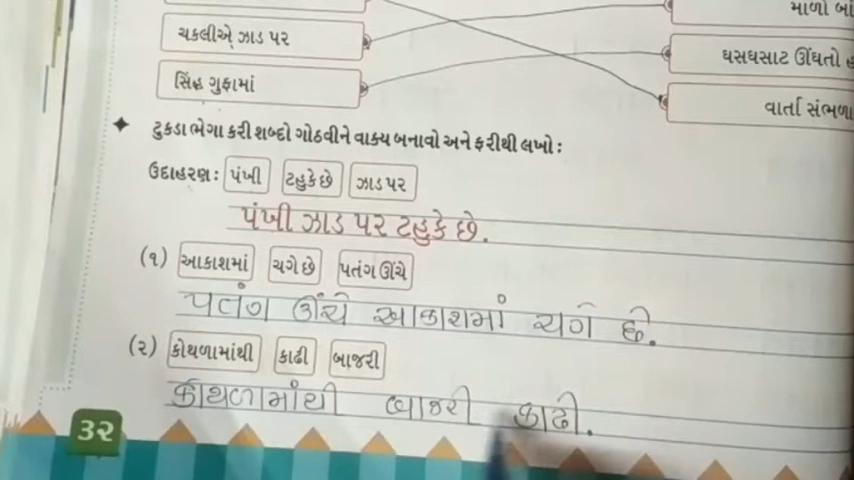 માળો બાં
ચકલીએ ઝાડ પર
ઘસઘસાટ ઊંઘતો હ
સિંહ ગુફામાં
વાર્તા સંભળા
ટુકડા ભેગા કરી શબ્દો ગોઠવીને વાક્ય બનાવો અને ફરીથી લખો :
ઉદાહરણ : પંખી ટહુકે છે ઝાડ પર
પંખી ઝાડ પર ટહુકે છે.
(૧) આકાશમાં ચગે છે પતંગ ઊંચે
પતંગ ઊંચે આકાશમાં ચગે છે.
(૨) કોથળામાંથી કાઢી બાજરી
કોથળામાંથી બાજરી કાઢી.
૩૨